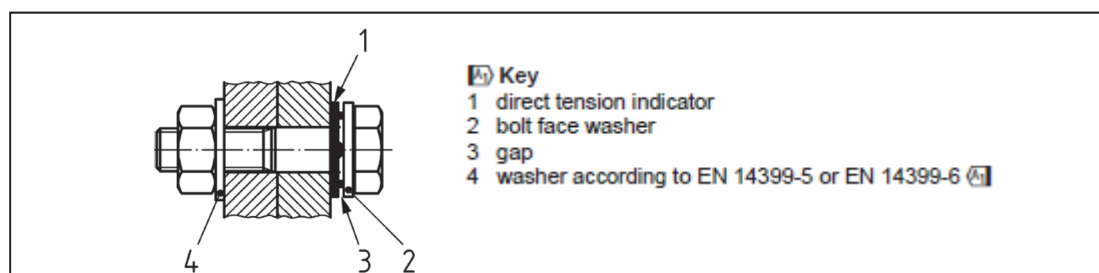 1
A1 Key
1 direct tension indicator
2 bolt face washer
3 gap
4 washer according to EN 14399-5 or EN 14399-6 A1
4
3
2